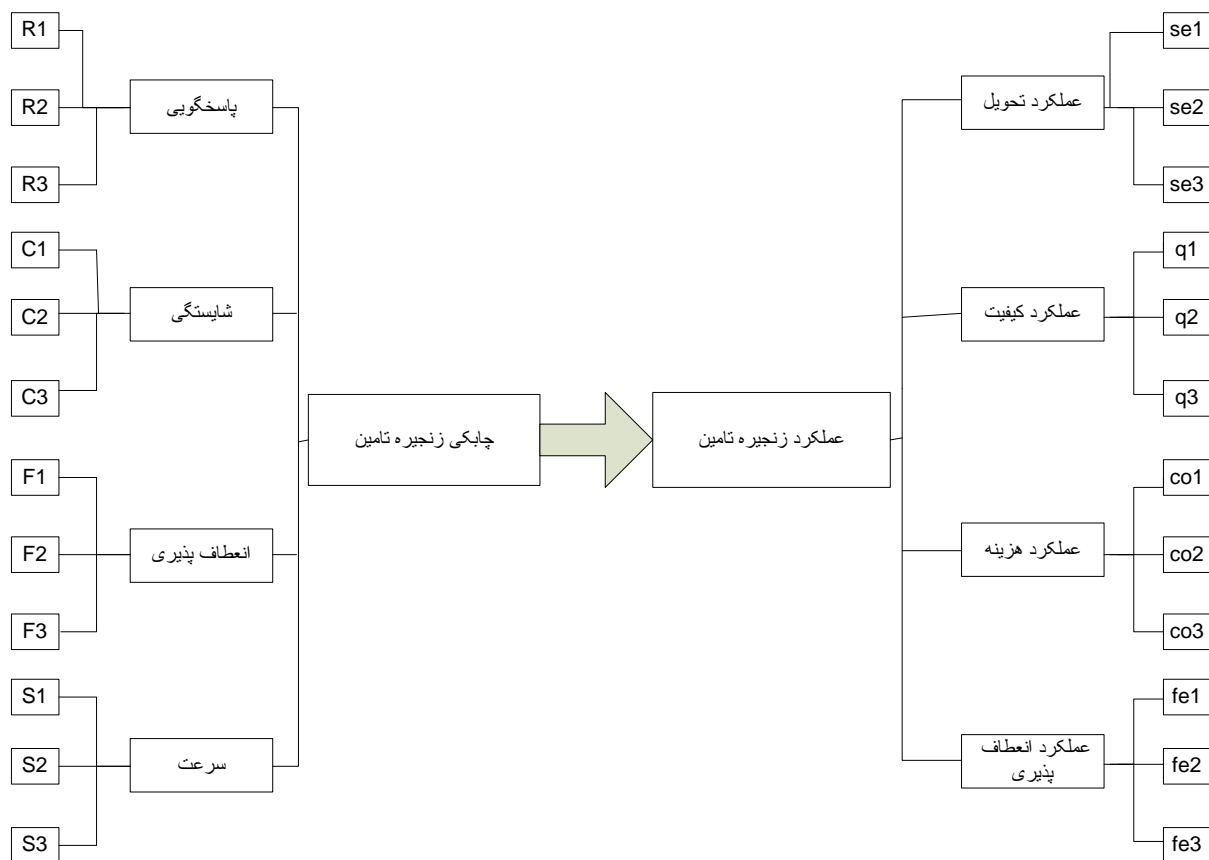 R1
R2
R3
پاسخگویی
C1
C2
C3
شایستگی
F1
F2
F3
انعطاف پذیری
S1
S2
S3
سرعت
چابکی زنجیره تامین
عملکرد زنجیره تامین
عملکرد تحویل
se1
se2
se3
عملکرد کیفیت
q1
q2
q3
عملکرد هزینه
co1
co2
co3
عملکرد انعطاف
پذیری
fe1
fe2
fe3